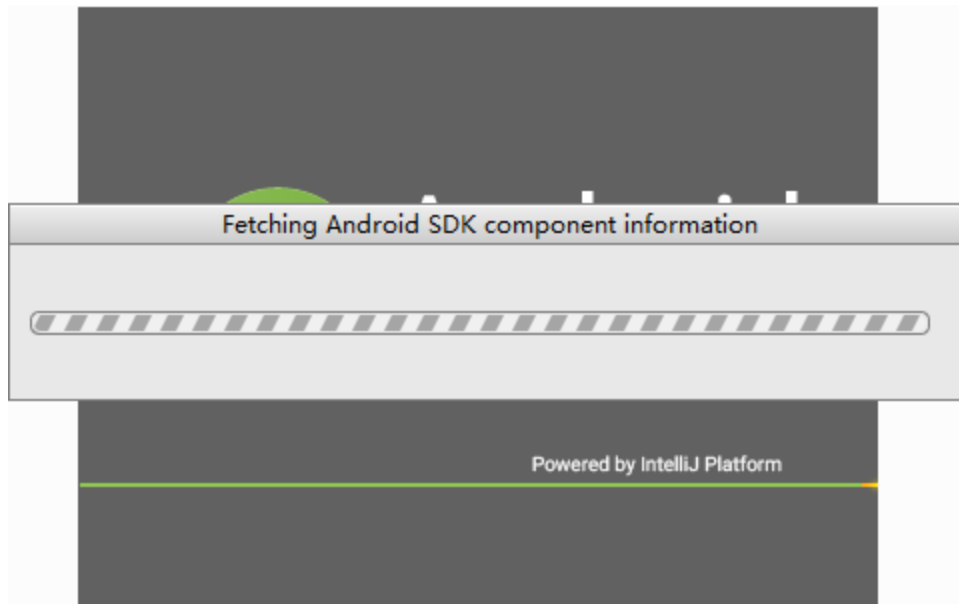 Fetching Android SDK component information
Powered by IntelliJ Platform